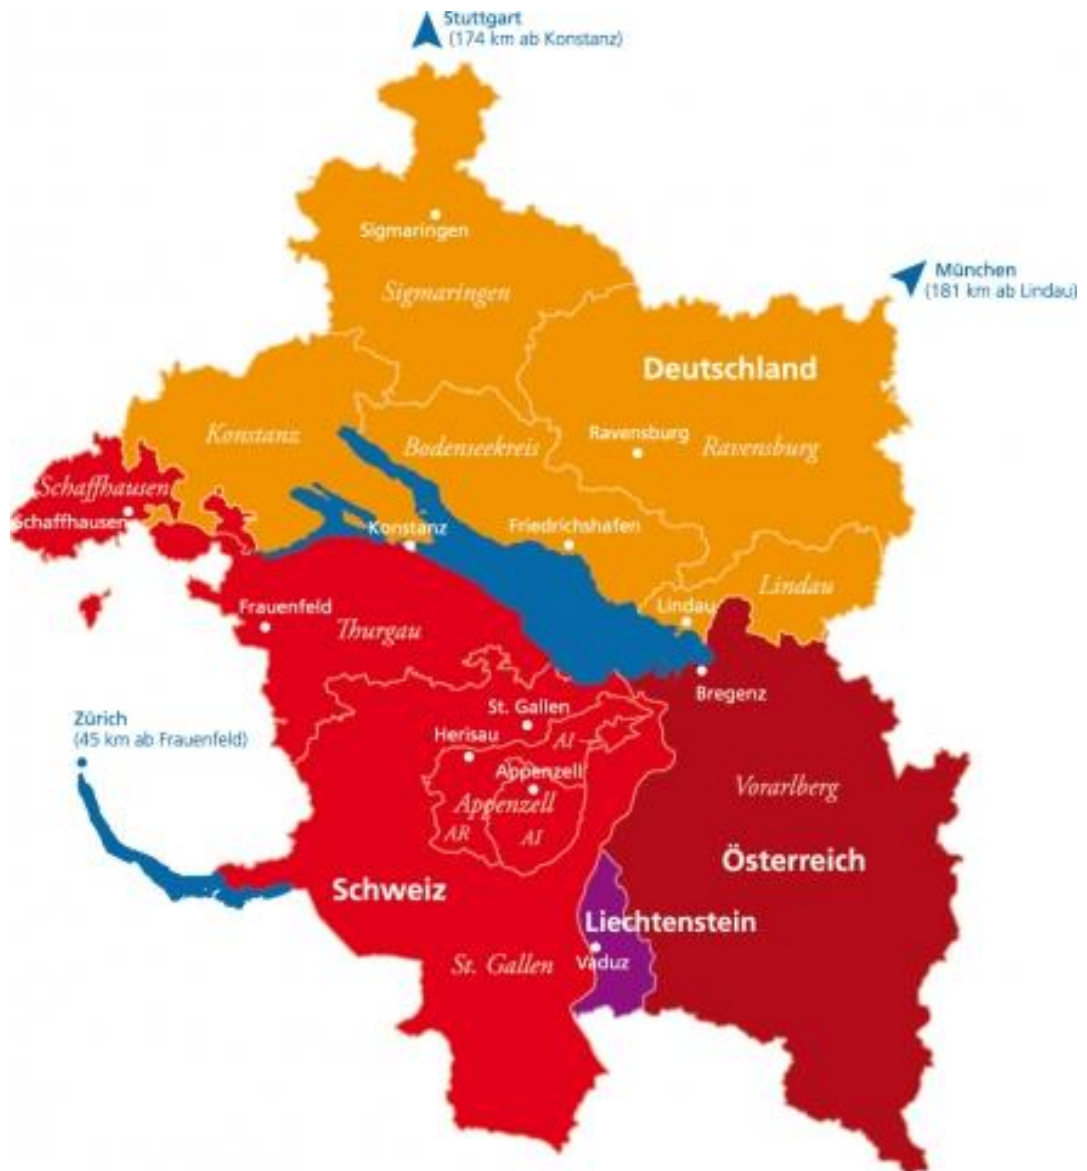 Stuttgart
(174 km ab Konstanz)
Sigmaringen
München
(181 km ab Lindau)
Sigmaringen
Deutschland
Konstanz
Bodenseekreis
Ravensburg
Ravensburg
Schaffhausen
Schaffhausen
Konstanz
Friedrichshafen
Lindau
Frauenfeld
Thurgau
Lindau
Bregenz
St. Gallen
Zürich
(45 km ab Frauenfeld)
Herisau
AI
Appenzell
Vorarlberg
Appenzell
AR
AI
Österreich
Schweiz
Liechtenstein
St. Gallen
Vaduz